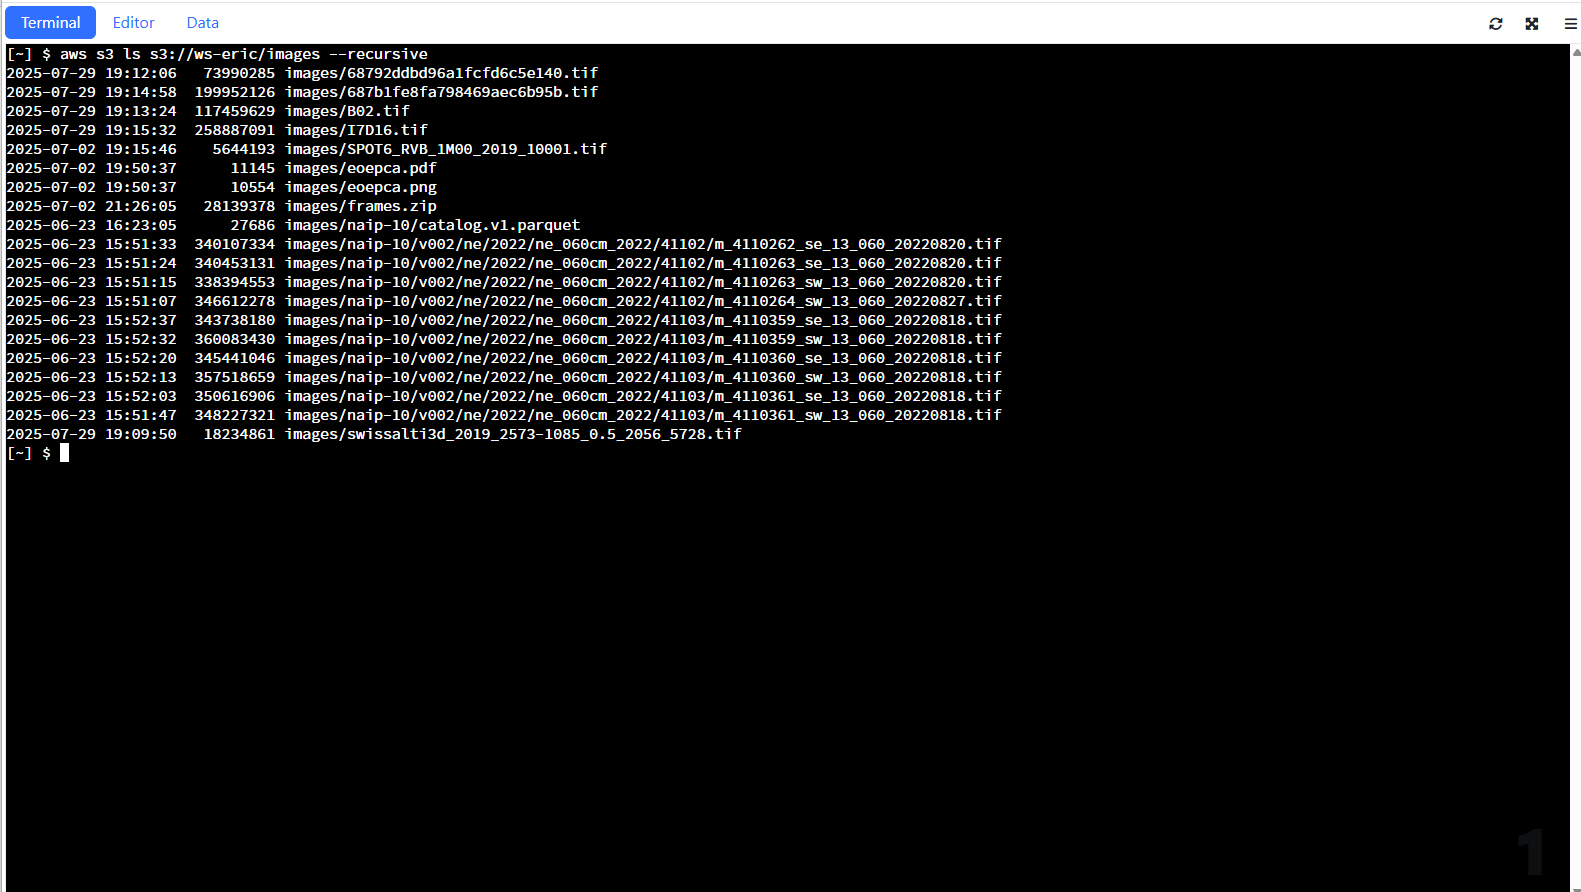 Terminal Editor Data
[~] $ aws s3 ls s3://ws-eric/images --recursive
2025-07-29 19:12:06   73990285 images/68792ddbd96a1fcfd6c5e140.tif
2025-07-29 19:14:58  199952126 images/687b1fe8fa798469aec6b95b.tif
2025-07-29 19:13:24  117459629 images/B02.tif
2025-07-29 19:15:32  258887091 images/I7D16.tif
2025-07-29 19:15:46    5644193 images/SPOT6_RVB_1M00_2019_10001.tif
2025-07-02 19:50:37      11145 images/eoepca.pdf
2025-07-02 19:50:37      10554 images/eoepca.png
2025-07-02 21:26:05   28139378 images/frames.zip
2025-06-23 16:23:05      27686 images/naip-10/catalog.v1.parquet
2025-06-23 15:51:33  340107334 images/naip-10/v002/ne/2022/ne_060cm_2022/41102/m_4110262_se_13_060_20220820.tif
2025-06-23 15:51:24  340453131 images/naip-10/v002/ne/2022/ne_060cm_2022/41102/m_4110263_se_13_060_20220820.tif
2025-06-23 15:51:15  338394553 images/naip-10/v002/ne/2022/ne_060cm_2022/41102/m_4110263_sw_13_060_20220820.tif
2025-06-23 15:51:07  346612278 images/naip-10/v002/ne/2022/ne_060cm_2022/41102/m_4110264_sw_13_060_20220827.tif
2025-06-23 15:52:37  343738180 images/naip-10/v002/ne/2022/ne_060cm_2022/41103/m_4110359_se_13_060_20220818.tif
2025-06-23 15:52:32  360083430 images/naip-10/v002/ne/2022/ne_060cm_2022/41103/m_4110359_sw_13_060_20220818.tif
2025-06-23 15:52:20  345441046 images/naip-10/v002/ne/2022/ne_060cm_2022/41103/m_4110360_se_13_060_20220818.tif
2025-06-23 15:52:13  357518659 images/naip-10/v002/ne/2022/ne_060cm_2022/41103/m_4110360_sw_13_060_20220818.tif
2025-06-23 15:52:03  350616906 images/naip-10/v002/ne/2022/ne_060cm_2022/41103/m_4110361_se_13_060_20220818.tif
2025-06-23 15:51:47  348227321 images/naip-10/v002/ne/2022/ne_060cm_2022/41103/m_4110361_sw_13_060_20220818.tif
2025-07-29 19:09:50   18234861 images/swissalti3d_2019_2573-1085_0.5_2056_5728.tif
[~] $
1